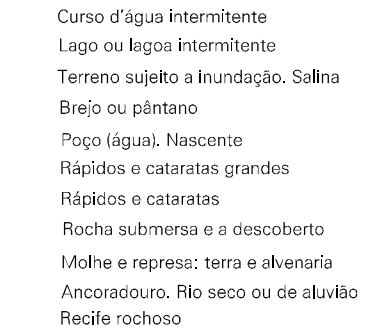 Curso d'água intermitente
Lago ou lagoa intermitente
Terreno sujeito a inundação. Salina
Brejo ou pântano
Poço (água). Nascente
Rápidos e cataratas grandes
Rápidos e cataratas
Rocha submersa e a descoberto
Molhe e represa: terra e alvenaria
Ancoradouro. Rio seco ou de aluvião
Recife rochoso